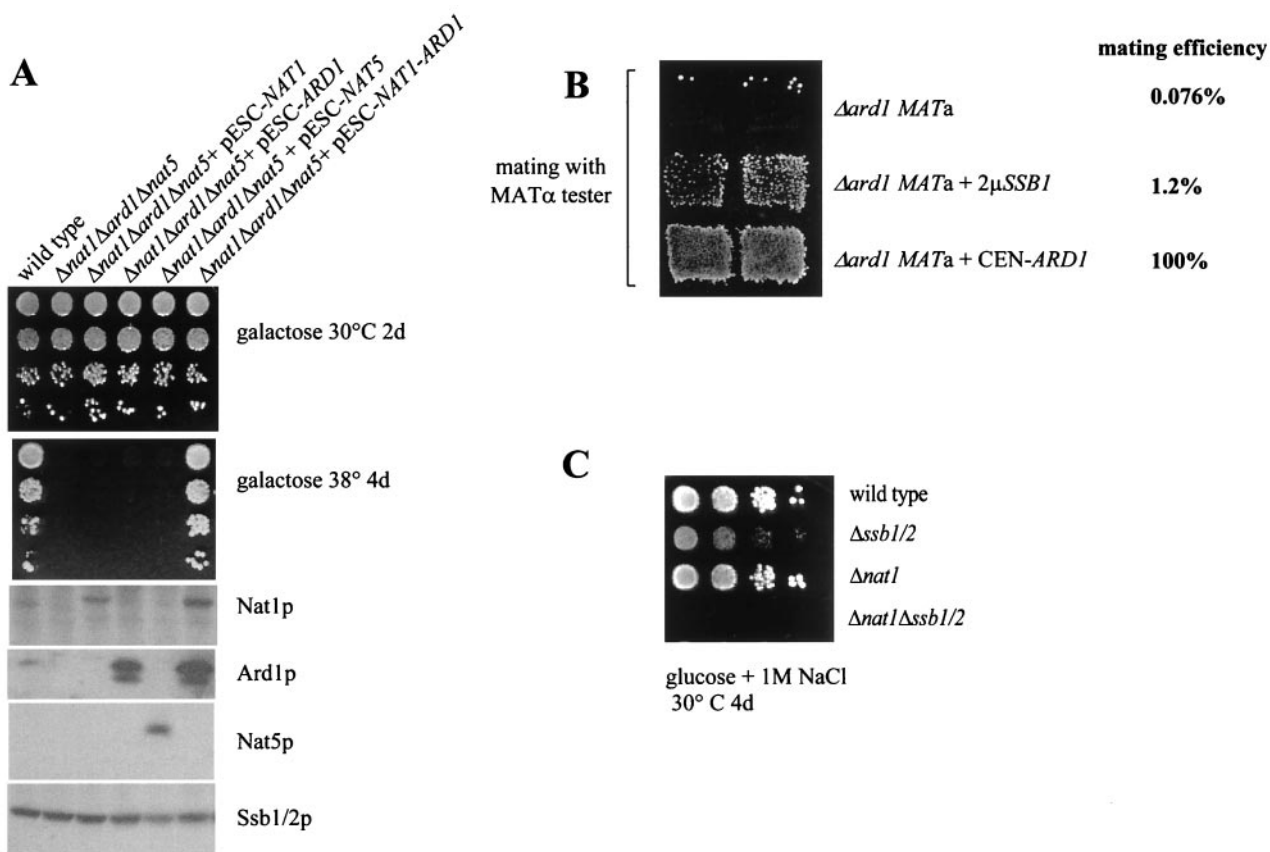 A
wild type
Δnat1Δard1Δnat5
Δnat1Δard1Δnat5+ pESC-NAT1
Δnat1Δard1Δnat5+ pESC-ARD1
Δnat1Δard1Δnat5 + pESC-NAT5
Δnat1Δard1Δnat5+ pESC-NAT1-ARD1
galactose 30°C 2d
galactose 38° 4d
Nat1p
Ard1p
Nat5p
Ssb1/2p
B
mating efficiency
mating with
MATα tester
Δard1 MATa 0.076%
Δard1 MATa + 2μSSB1 1.2%
Δard1 MATa + CEN-ARD1 100%
C
wild type
Δssb1/2
Δnat1
Δnat1Δssb1/2
glucose + 1M NaCl
30° C 4d